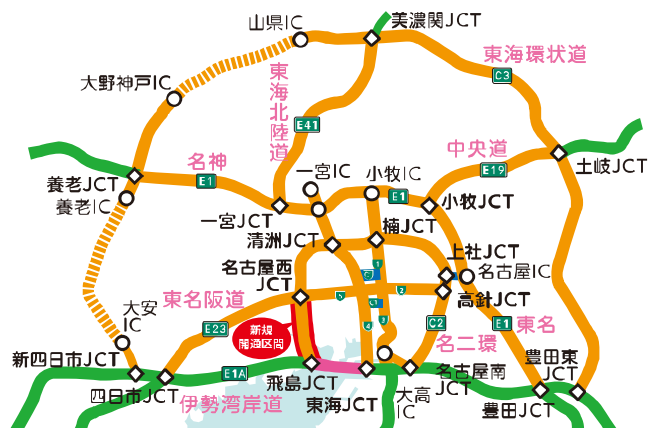 山県IC
美濃関JCT
東海環状道
C3
大野神戸IC
東海北陸道
E41
中央道
E19
土岐JCT
名神
E1
養老JCT
養老IC
一宮IC
小牧IC
E1
小牧JCT
一宮JCT
清洲JCT
楠JCT
上社JCT
名古屋IC
名古屋西
JCT
1
C1
2
5
3
4
高針JCT
東名阪道
E23
大安
IC
新規
開通区間
C2
名二環
E1
東名
新四日市JCT
四日市JCT
E1A
伊勢湾岸道
飛島JCT
東海JCT
大高
IC
名古屋南
JCT
豊田東
JCT
豊田JCT